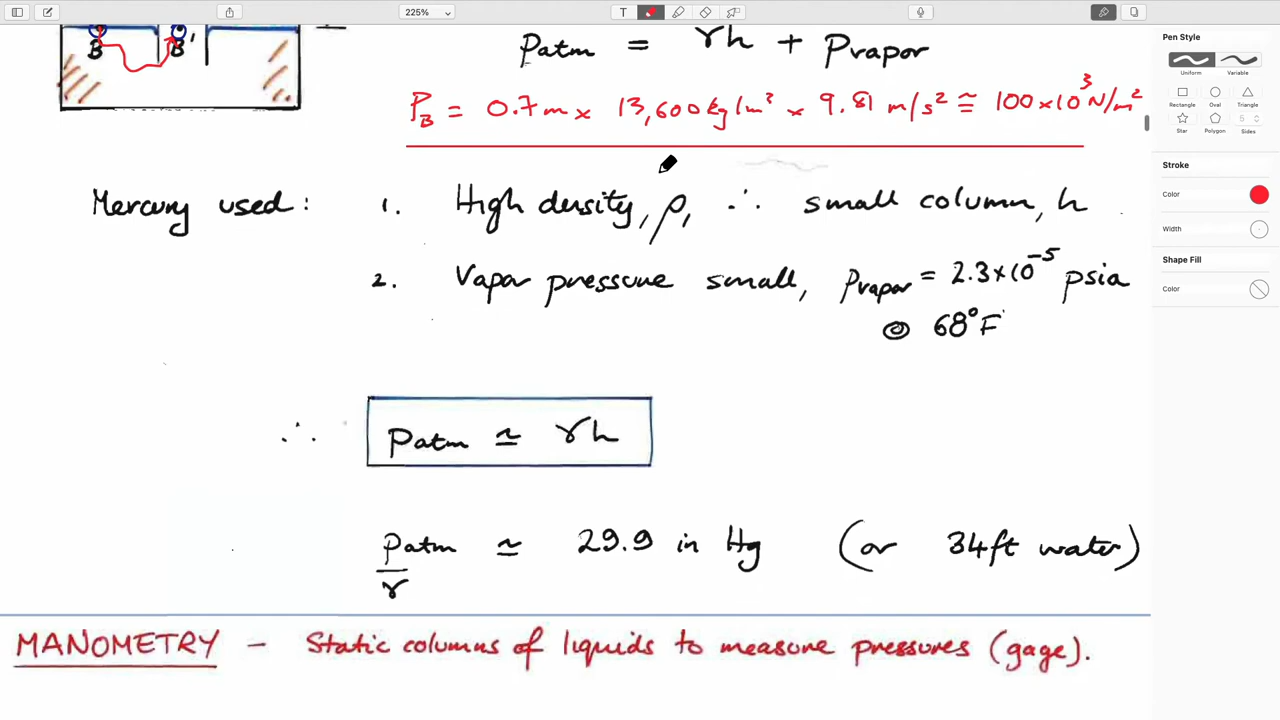 225%
T
B B'
Patm = γh + Pvapor
PB = 0.7m × 13,600 kg/m³ × 9.81 m/s² ≅ 100×10³ N/m²
Pen Style
Uniform Variable
Rectangle Oval Triangle
Star Polygon 5 Sides
Stroke
Color
Width
Shape Fill
Color
Mercury used: 1. High density, ρ, ∴ small column, h
2. Vapor pressure small, Pvapor = 2.3×10⁻⁵ psia
@ 68°F
∴ Patm ≃ γh
Patm/γ ≃ 29.9 in Hg (or 34ft water)
MANOMETRY – Static columns of liquids to measure pressures (gage).